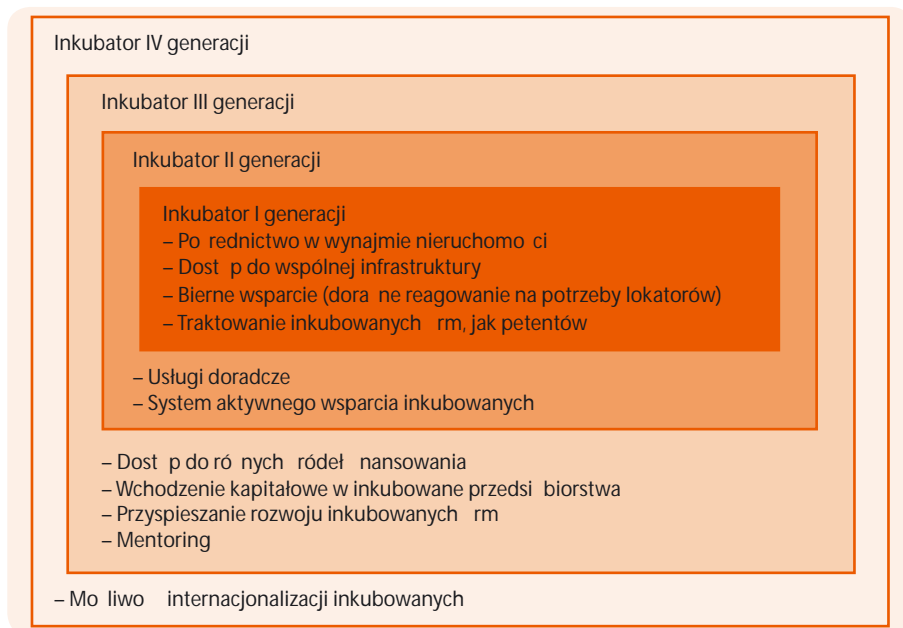 Inkubator IV generacji
Inkubator III generacji
Inkubator II generacji
Inkubator I generacji
– Po rednictwo w wynajmie nieruchomo ci
– Dost p do wspólnej infrastruktury
– Bierne wsparcie (dora ne reagowanie na potrzeby lokatorów)
– Traktowanie inkubowanych rm, jak petentów
– Usługi doradcze
– System aktywnego wsparcia inkubowanych
– Dost p do ró nych ródeł nansowania
– Wchodzenie kapitałowe w inkubowane przedsi biorstwa
– Przyspieszanie rozwoju inkubowanych rm
– Mentoring
– Mo liwo internacjonalizacji inkubowanych